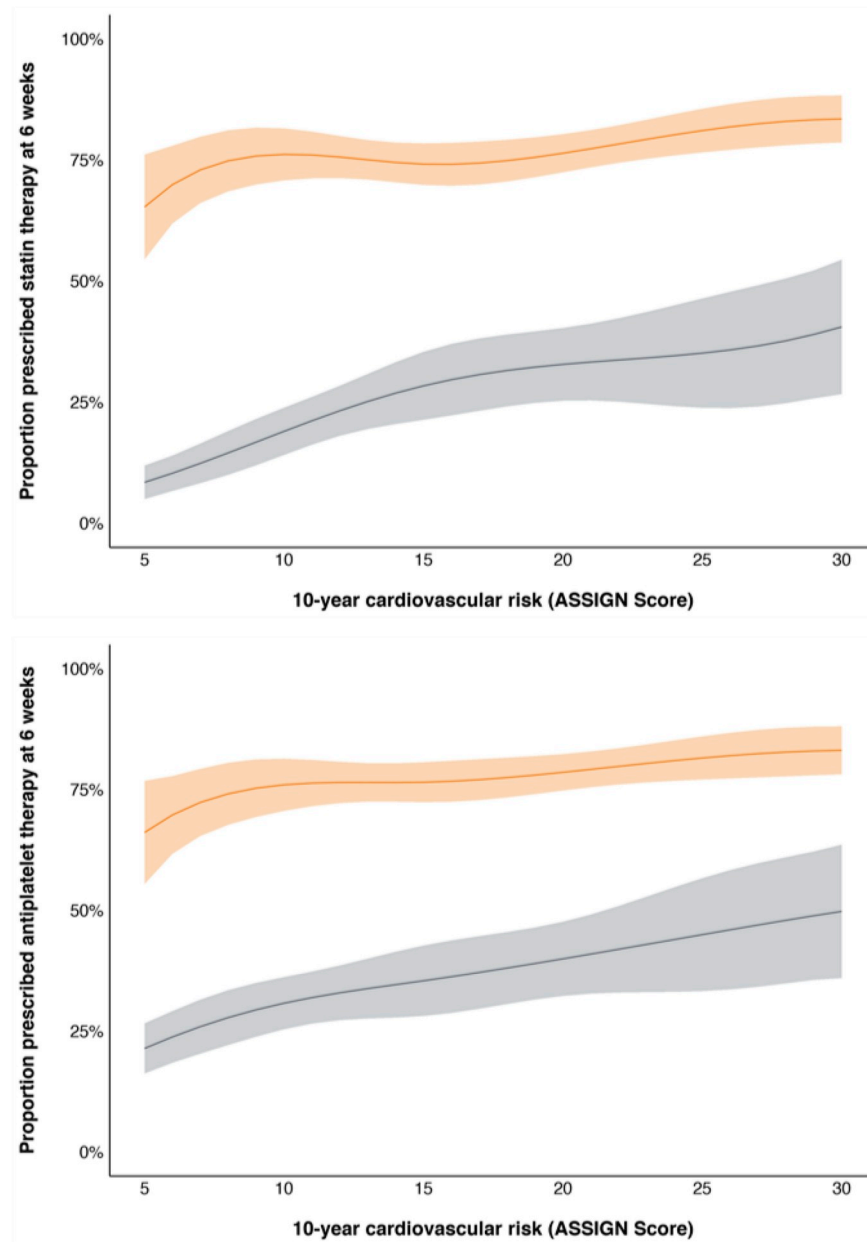 Proportion prescribed statin therapy at 6 weeks
100%
75%
50%
25%
0%
5 10 15 20 25 30
10-year cardiovascular risk (ASSIGN Score)
Proportion prescribed antiplatelet therapy at 6 weeks
100%
75%
50%
25%
0%
5 10 15 20 25 30
10-year cardiovascular risk (ASSIGN Score)